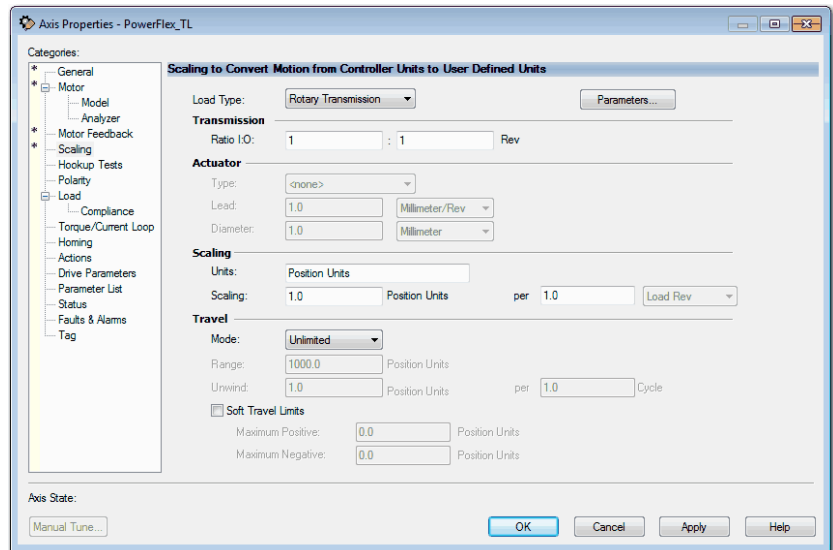 Axis Properties - PowerFlex_TL
Categories:
* General
* Motor
Model
Analyzer
* Motor Feedback
* Scaling
Hookup Tests
Polarity
Load
Compliance
Torque/Current Loop
Homing
Actions
Drive Parameters
Parameter List
Status
Faults & Alarms
Tag
Scaling to Convert Motion from Controller Units to User Defined Units
Load Type: Rotary Transmission Parameters...
Transmission
Ratio I:O: 1 : 1 Rev
Actuator
Type: <none>
Lead: 1.0 Millimeter/Rev
Diameter: 1.0 Millimeter
Scaling
Units: Position Units
Scaling: 1.0 Position Units per 1.0 Load Rev
Travel
Mode: Unlimited
Range: 1000.0 Position Units
Unwind: 1.0 Position Units per 1.0 Cycle
Soft Travel Limits
Maximum Positive: 0.0 Position Units
Maximum Negative: 0.0 Position Units
Axis State:
Manual Tune... OK Cancel Apply Help